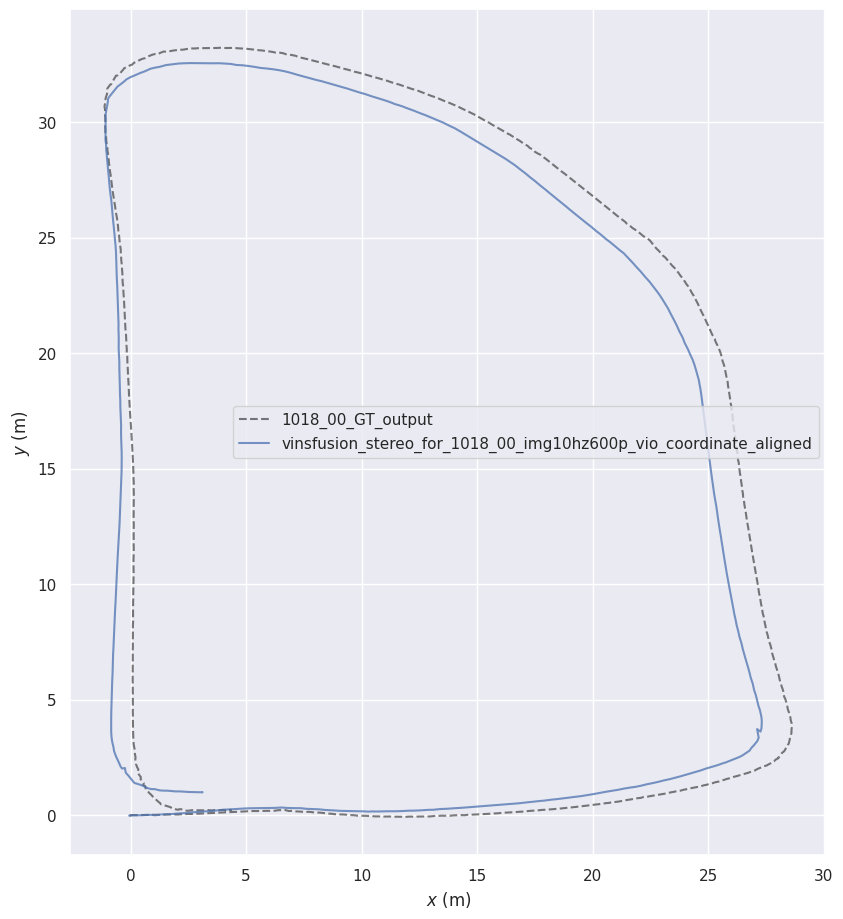 30
25
20
15
10
5
0
y (m)
1018_00_GT_output
vinsfusion_stereo_for_1018_00_img10hz600p_vio_coordinate_aligned
0 5 10 15 20 25 30
x (m)